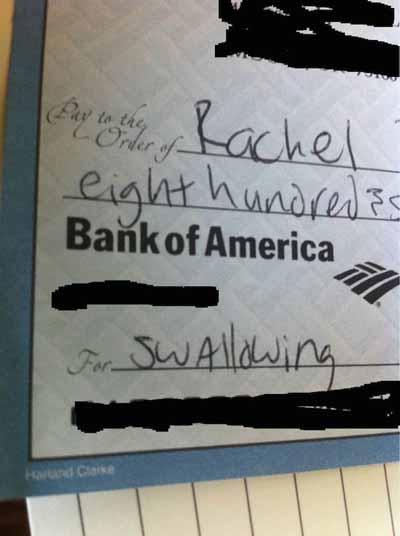 Pay to the
Order of Rachel
eight hundred &
Bank of America
For swallowing
Harland Clarke